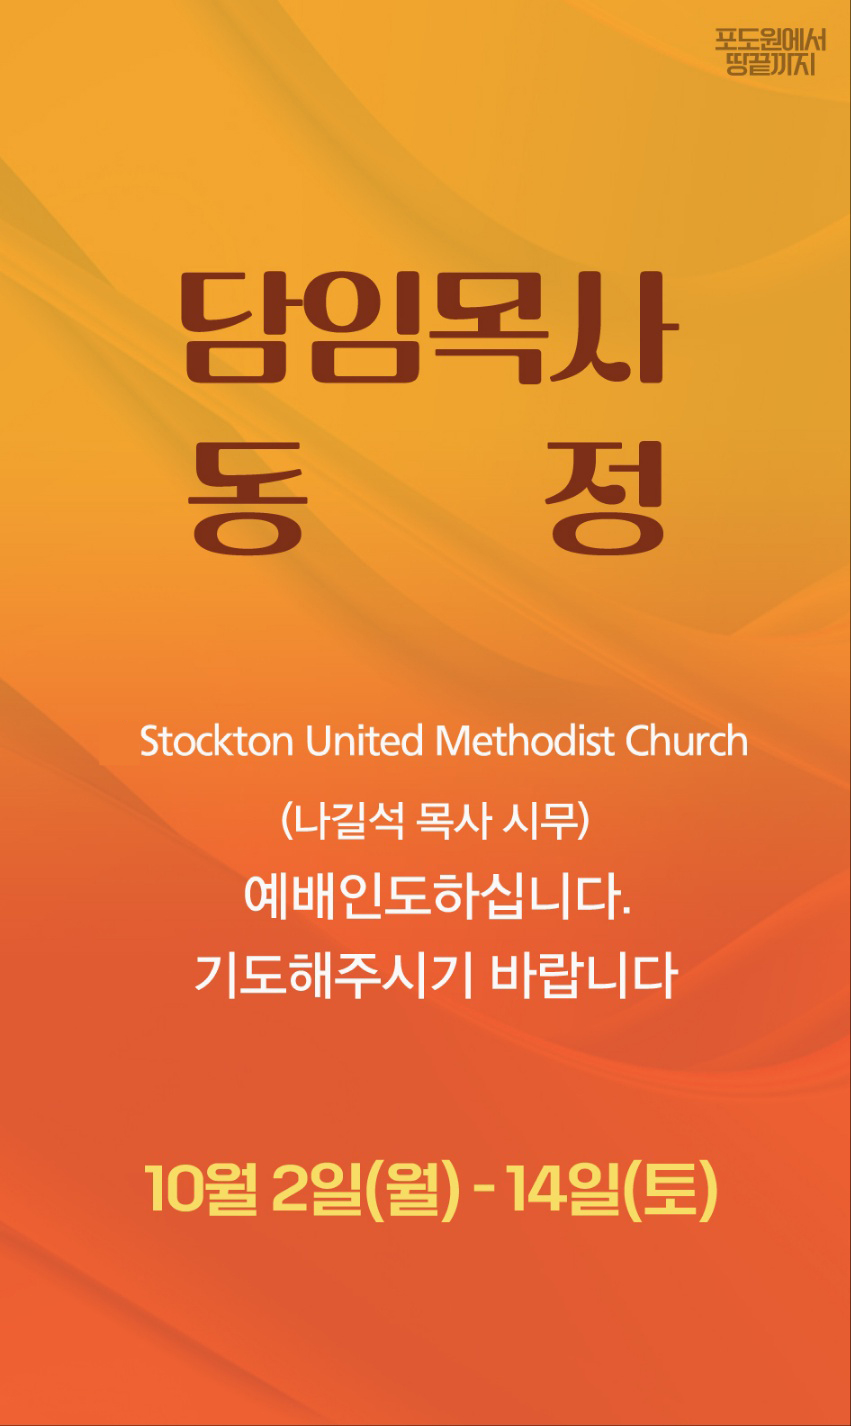 포도원에서
땅끝까지
담임목사
동 정
Stockton United Methodist Church
(나길석 목사 시무)
예배인도하십니다.
기도해주시기 바랍니다
10월 2일(월) - 14일(토)